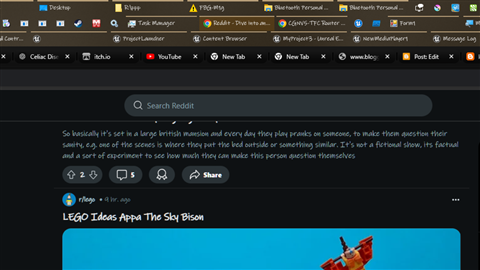 Desktop
Bluetooth Personal ...
Bluetooth Personal ...
Task Manager
Reddit - Dive into an...
CGNV5-TFC Router ...
Form1
ProjectLauncher
Content Browser
MyProject3 - Unreal E...
NewMediaPlayer1
Message Log
Celiac Dise
itch.io
YouTube
New Tab
New Tab
www.blog
Post: Edit
Search Reddit
So basically it's set in a large british mansion and every day they play pranks on someone, to make them question their
sanity, e.g. one of the scenes is where they put the bed outside or something similar. It's not a fictional show, its factual
and a sort of experiment to see how much they can make this person question themselves
2
5
Share
r/lego • 9 hr. ago
LEGO Ideas Appa The Sky Bison